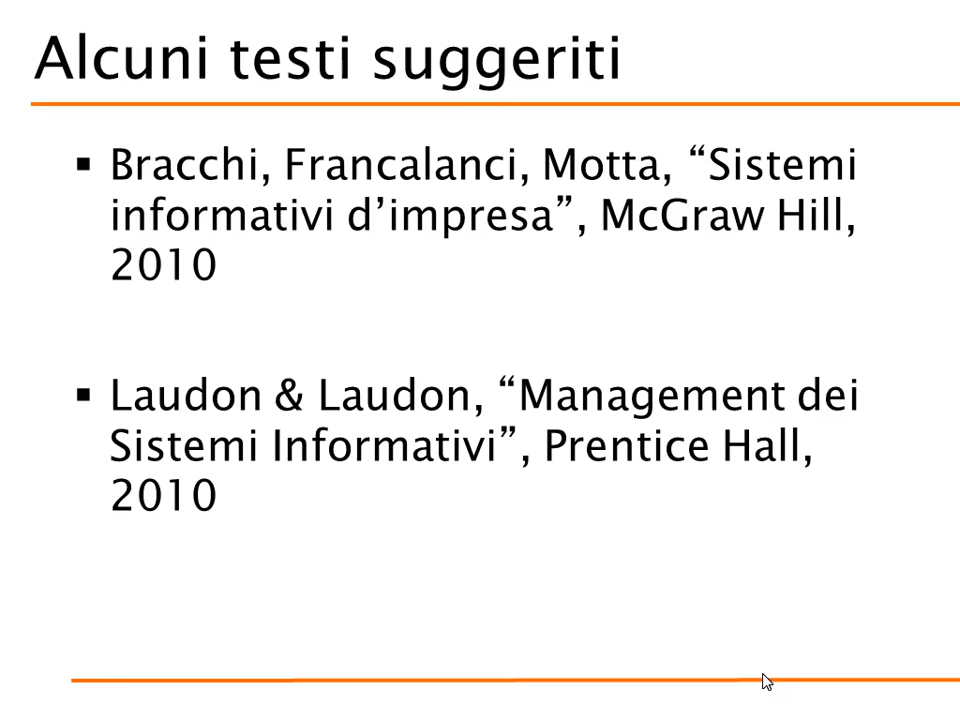 Alcuni testi suggeriti
▪ Bracchi, Francalanci, Motta, “Sistemi
informativi d’impresa”, McGraw Hill,
2010
▪ Laudon & Laudon, “Management dei
Sistemi Informativi”, Prentice Hall,
2010